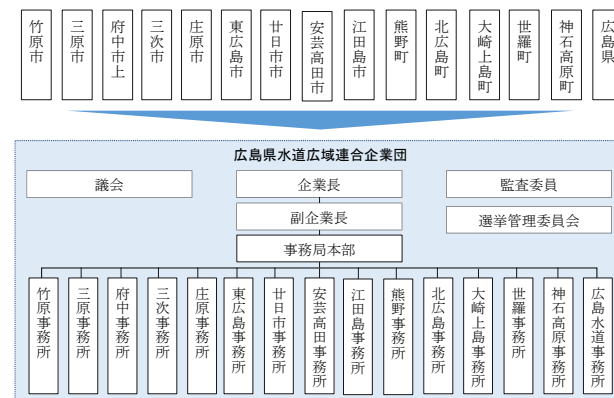 竹原市
三原市
府中市上
三次市
庄原市
東広島市
廿日市市
安芸高田市
江田島市
熊野町
北広島町
大崎上島町
世羅町
神石高原町
広島県
広島県水道広域連合企業団
議会
企業長
監査委員
副企業長
選挙管理委員会
事務局本部
竹原事務所
三原事務所
府中事務所
三次事務所
庄原事務所
東広島事務所
廿日市事務所
安芸高田事務所
江田島事務所
熊野事務所
北広島事務所
大崎上島事務所
世羅事務所
神石高原事務所
広島水道事務所